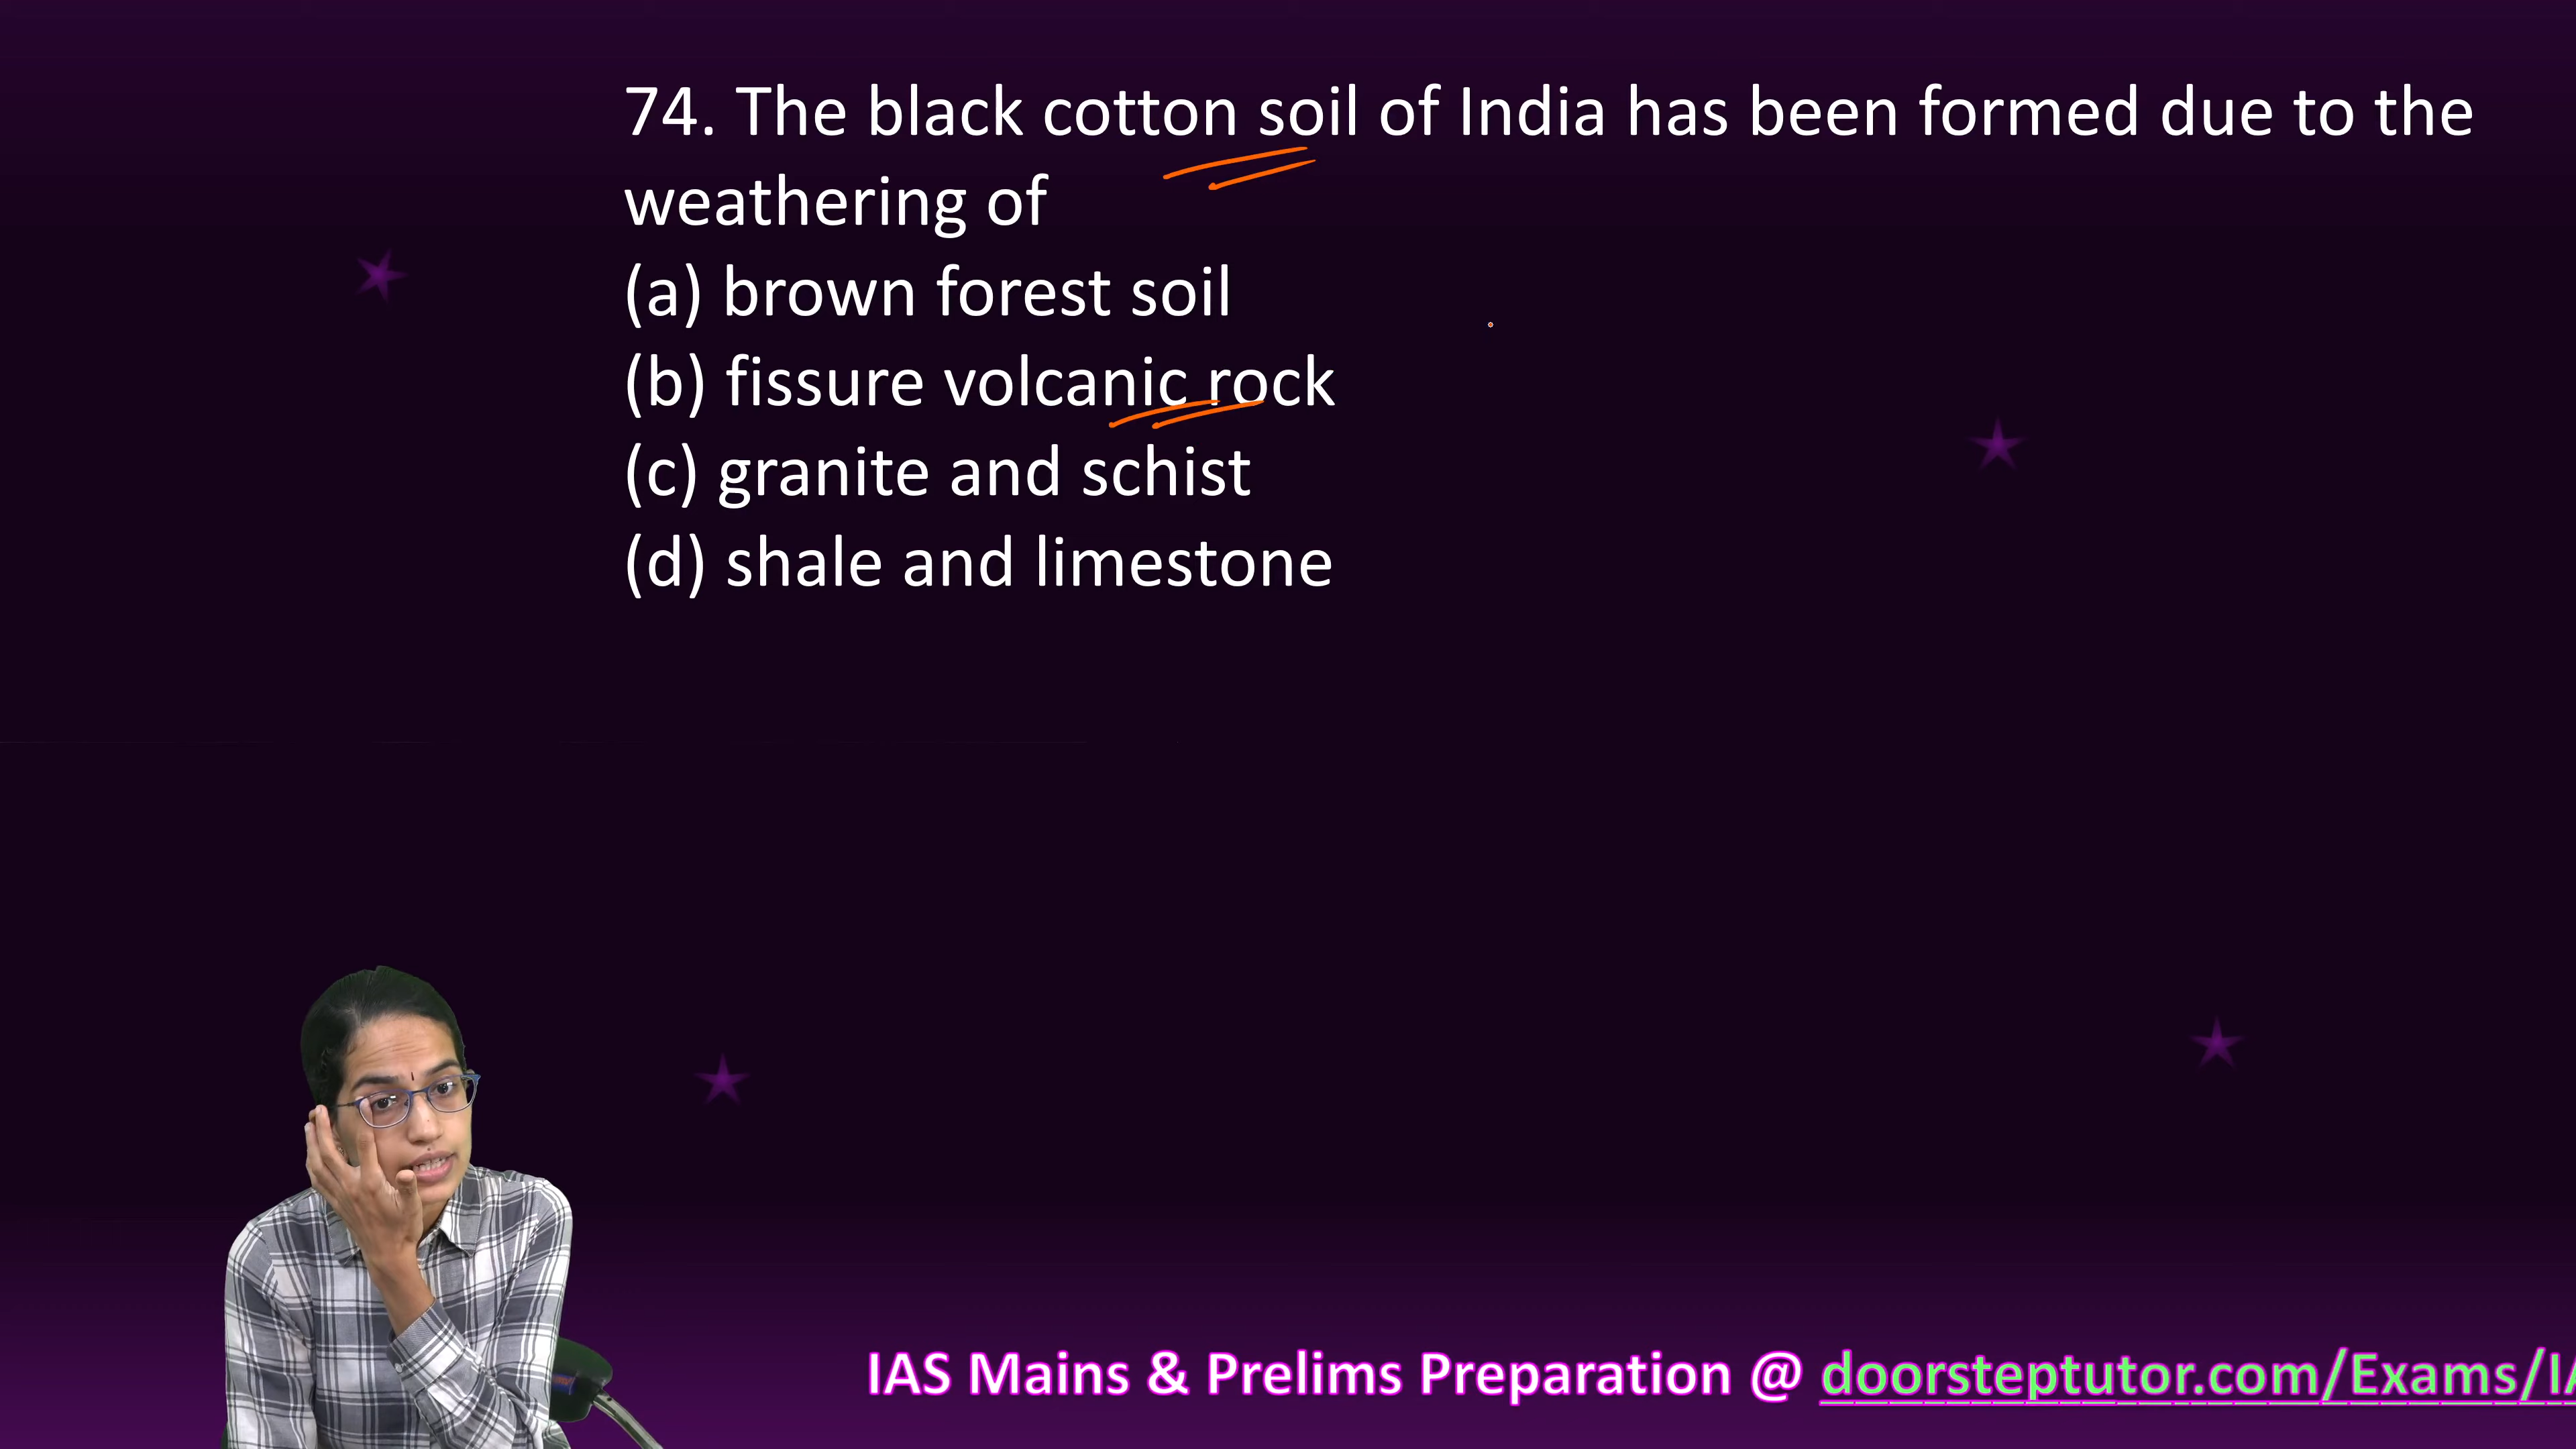 74. The black cotton soil of India has been formed due to the
weathering of
(a) brown forest soil
(b) fissure volcanic rock
(c) granite and schist
(d) shale and limestone
IAS Mains & Prelims Preparation @ doorsteptutor.com/Exams/IA